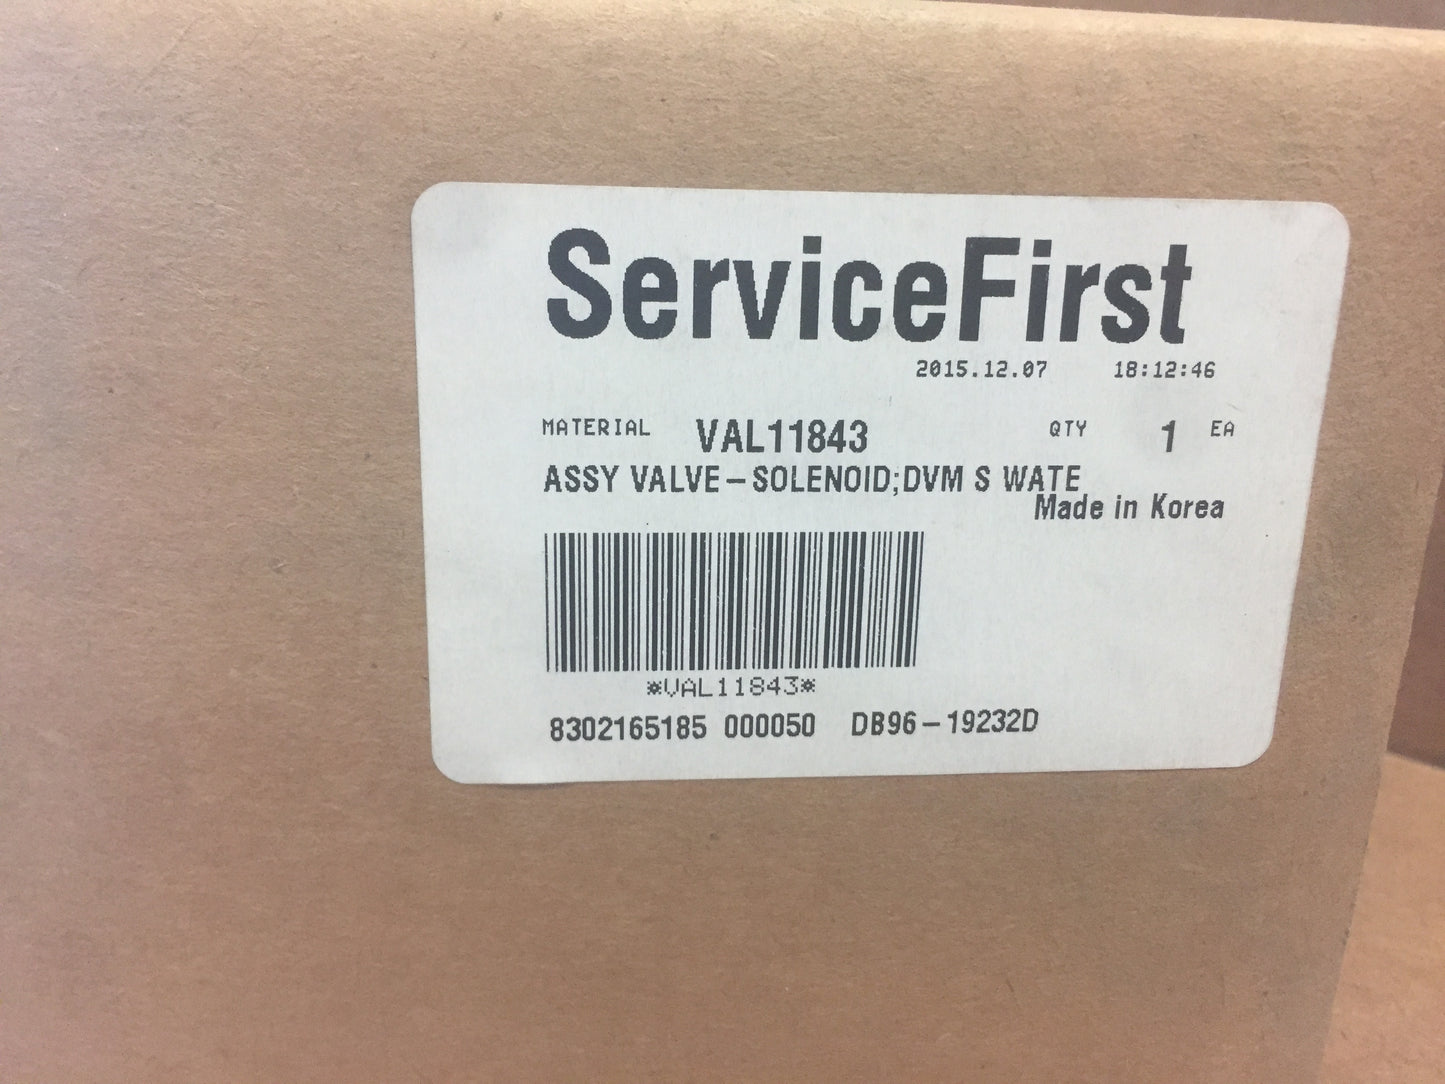 ServiceFirst
2015.12.07 18:12:46
MATERIAL VAL11843 QTY 1 EA
ASSY VALVE-SOLENOID;DVM S WATE
Made in Korea
*VAL11843*
8302165185 000050 DB96-19232D